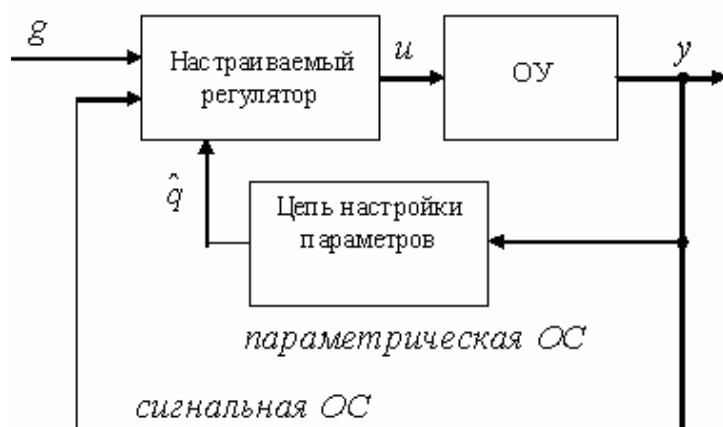 g
Настраиваемый
регулятор
u
ОУ
y
q̂
Цепь настройки
параметров
параметрическая ОС
сигнальная ОС